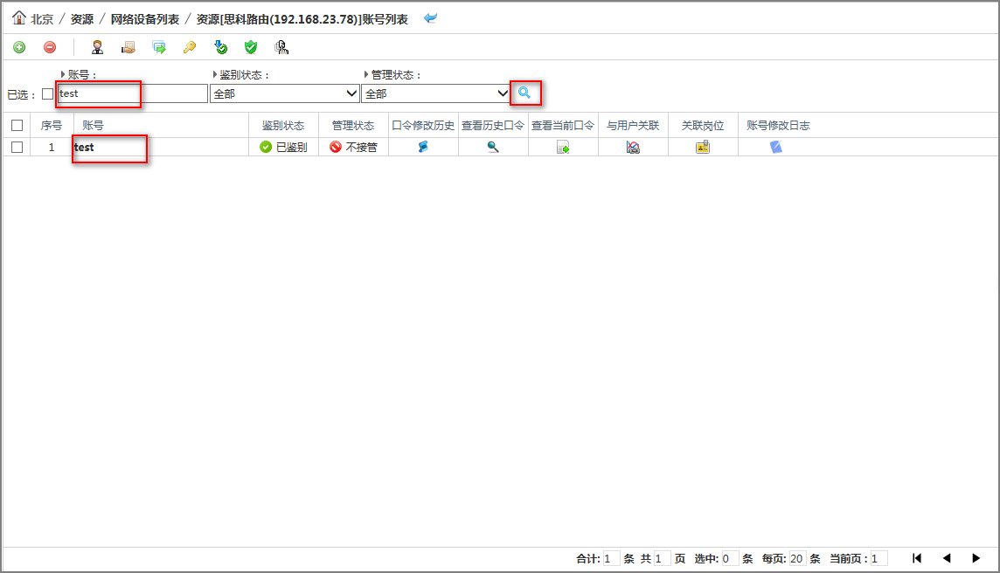 北京 / 资源 / 网络设备列表 / 资源[思科路由(192.168.23.78)]账号列表
账号： 鉴别状态： 管理状态：
已选： test 全部 全部
序号 账号 鉴别状态 管理状态 口令修改历史 查看历史口令 查看当前口令 与用户关联 关联岗位 账号修改日志
1 test 已鉴别 不接管
合计: 1 条 共 1 页 选中: 0 条 每页: 20 条 当前页: 1